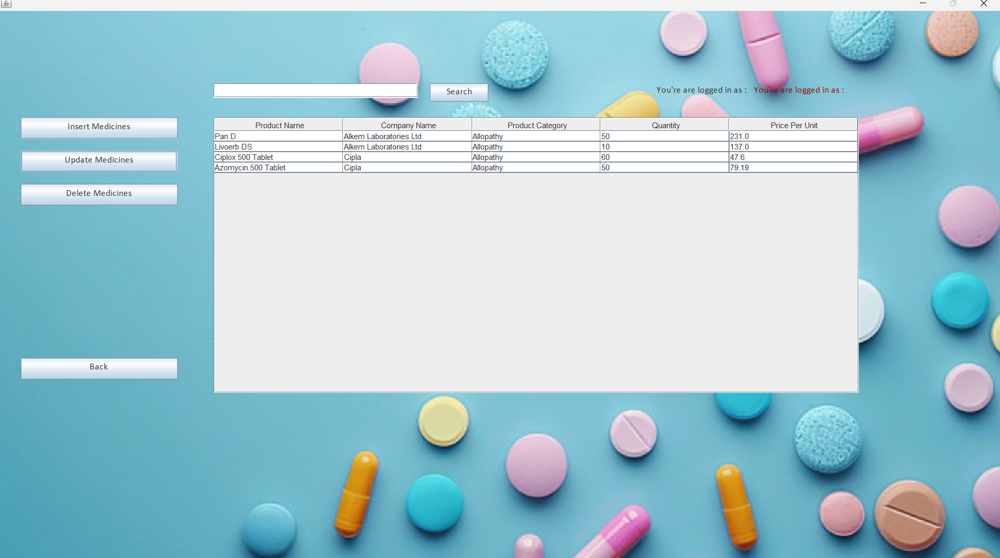 Search
You're are logged in as : You're are logged in as :
Insert Medicines
Update Medicines
Delete Medicines
Back
Product Name Company Name Product Category Quantity Price Per Unit
Pan D Alkem Laboratories Ltd Allopathy 50 231.0
Livoerb DS Alkem Laboratories Ltd Allopathy 10 137.0
Ciplox 500 Tablet Cipla Allopathy 60 47.6
Azomycin 500 Tablet Cipla Allopathy 50 79.19